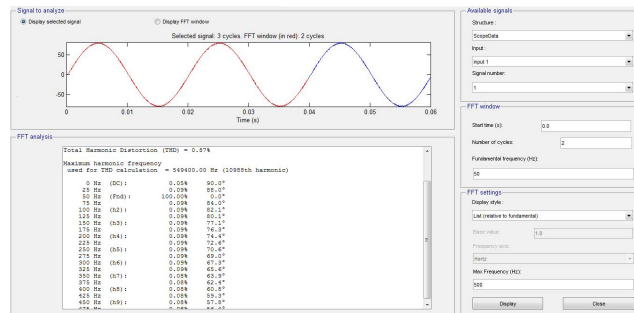 Signal to analyze
Display selected signal
Display FFT window
Selected signal: 3 cycles. FFT window (in red): 2 cycles
50
0
-50
0
0.01
0.02
0.03
0.04
0.05
0.06
Time (s)
FFT analysis
Total Harmonic Distortion (THD) = 0.87%
Maximum harmonic frequency
used for THD calculation = 549400.00 Hz (10988th harmonic)
0 Hz (DC): 0.05% 90.0°
25 Hz 0.09% 88.0°
50 Hz (Fnd): 100.00% 0.0°
75 Hz 0.09% 84.0°
100 Hz (h2): 0.09% 82.1°
125 Hz 0.09% 80.1°
150 Hz (h3): 0.09% 77.1°
175 Hz 0.09% 76.3°
200 Hz (h4): 0.09% 74.4°
225 Hz 0.09% 72.6°
250 Hz (h5): 0.09% 70.6°
275 Hz 0.09% 69.0°
300 Hz (h6): 0.09% 67.3°
325 Hz 0.09% 65.6°
350 Hz (h7): 0.08% 63.9°
375 Hz 0.08% 62.4°
400 Hz (h8): 0.08% 60.8°
425 Hz 0.08% 59.3°
450 Hz (h9): 0.08% 57.8°
Available signals
Structure :
ScopeData
Input :
input 1
Signal number:
1
FFT window
Start time (s):
0.0
Number of cycles:
2
Fundamental frequency (Hz):
50
FFT settings
Display style :
List (relative to fundamental)
Base value:
1.0
Frequency axis:
Hertz
Max Frequency (Hz):
500
Display
Close